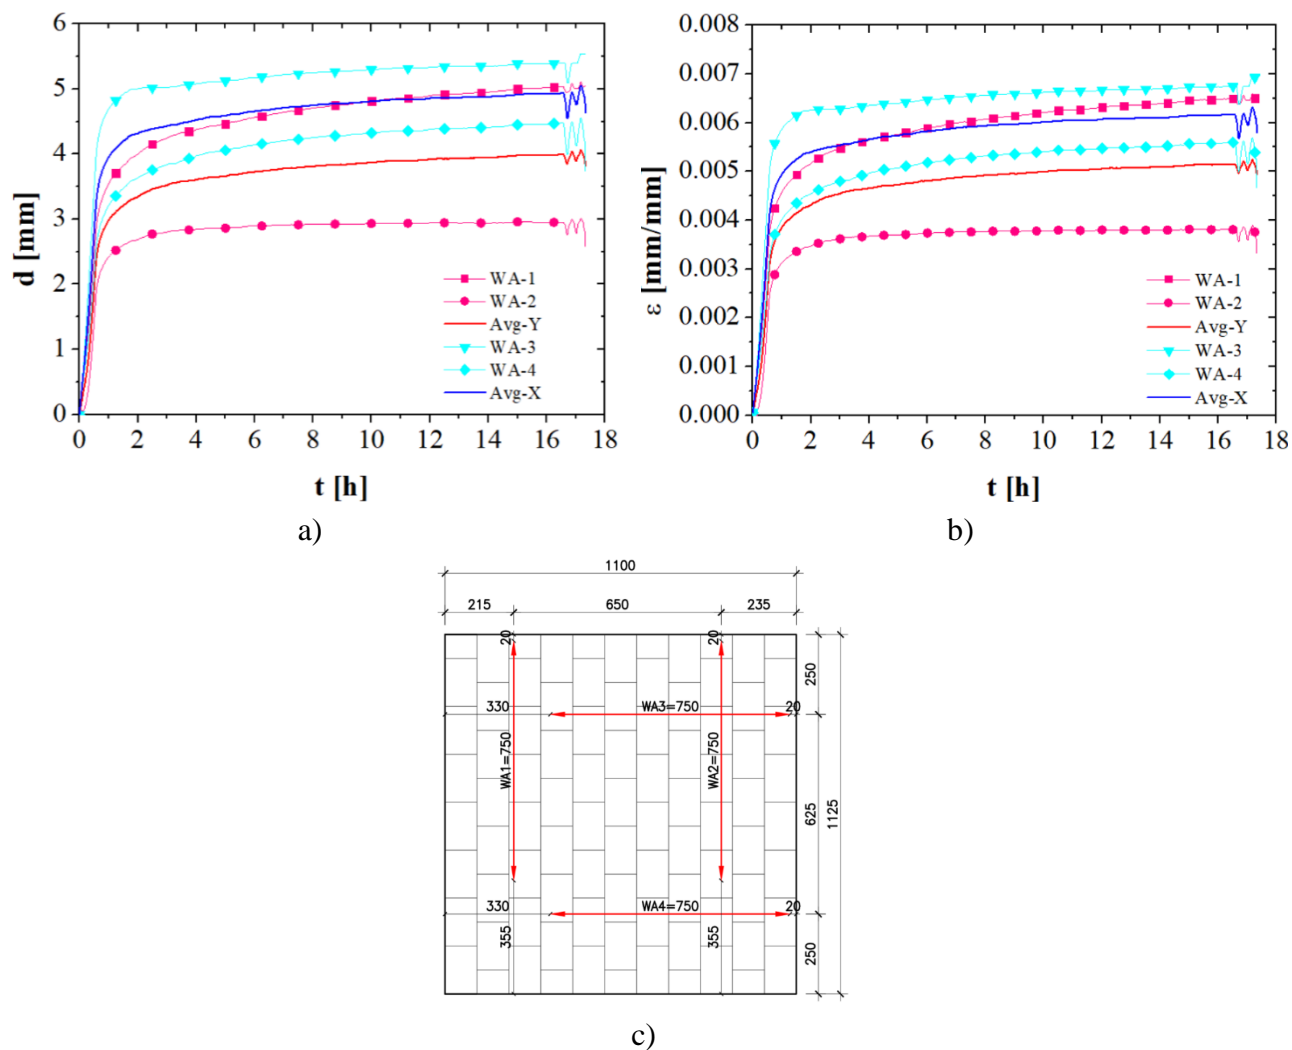 6
5
4
3
2
1
0
d [mm]
WA-1
WA-2
Avg-Y
WA-3
WA-4
Avg-X
0 2 4 6 8 10 12 14 16 18
t [h]
a)
0.008
0.007
0.006
0.005
0.004
0.003
0.002
0.001
0.000
ε [mm/mm]
WA-1
WA-2
Avg-Y
WA-3
WA-4
Avg-X
0 2 4 6 8 10 12 14 16 18
t [h]
b)
1100
215 650 235
20 20
250
330 WA3=750 20
WA1=750 WA2=750
625 1125
330 WA4=750 20
355 355 250
c)